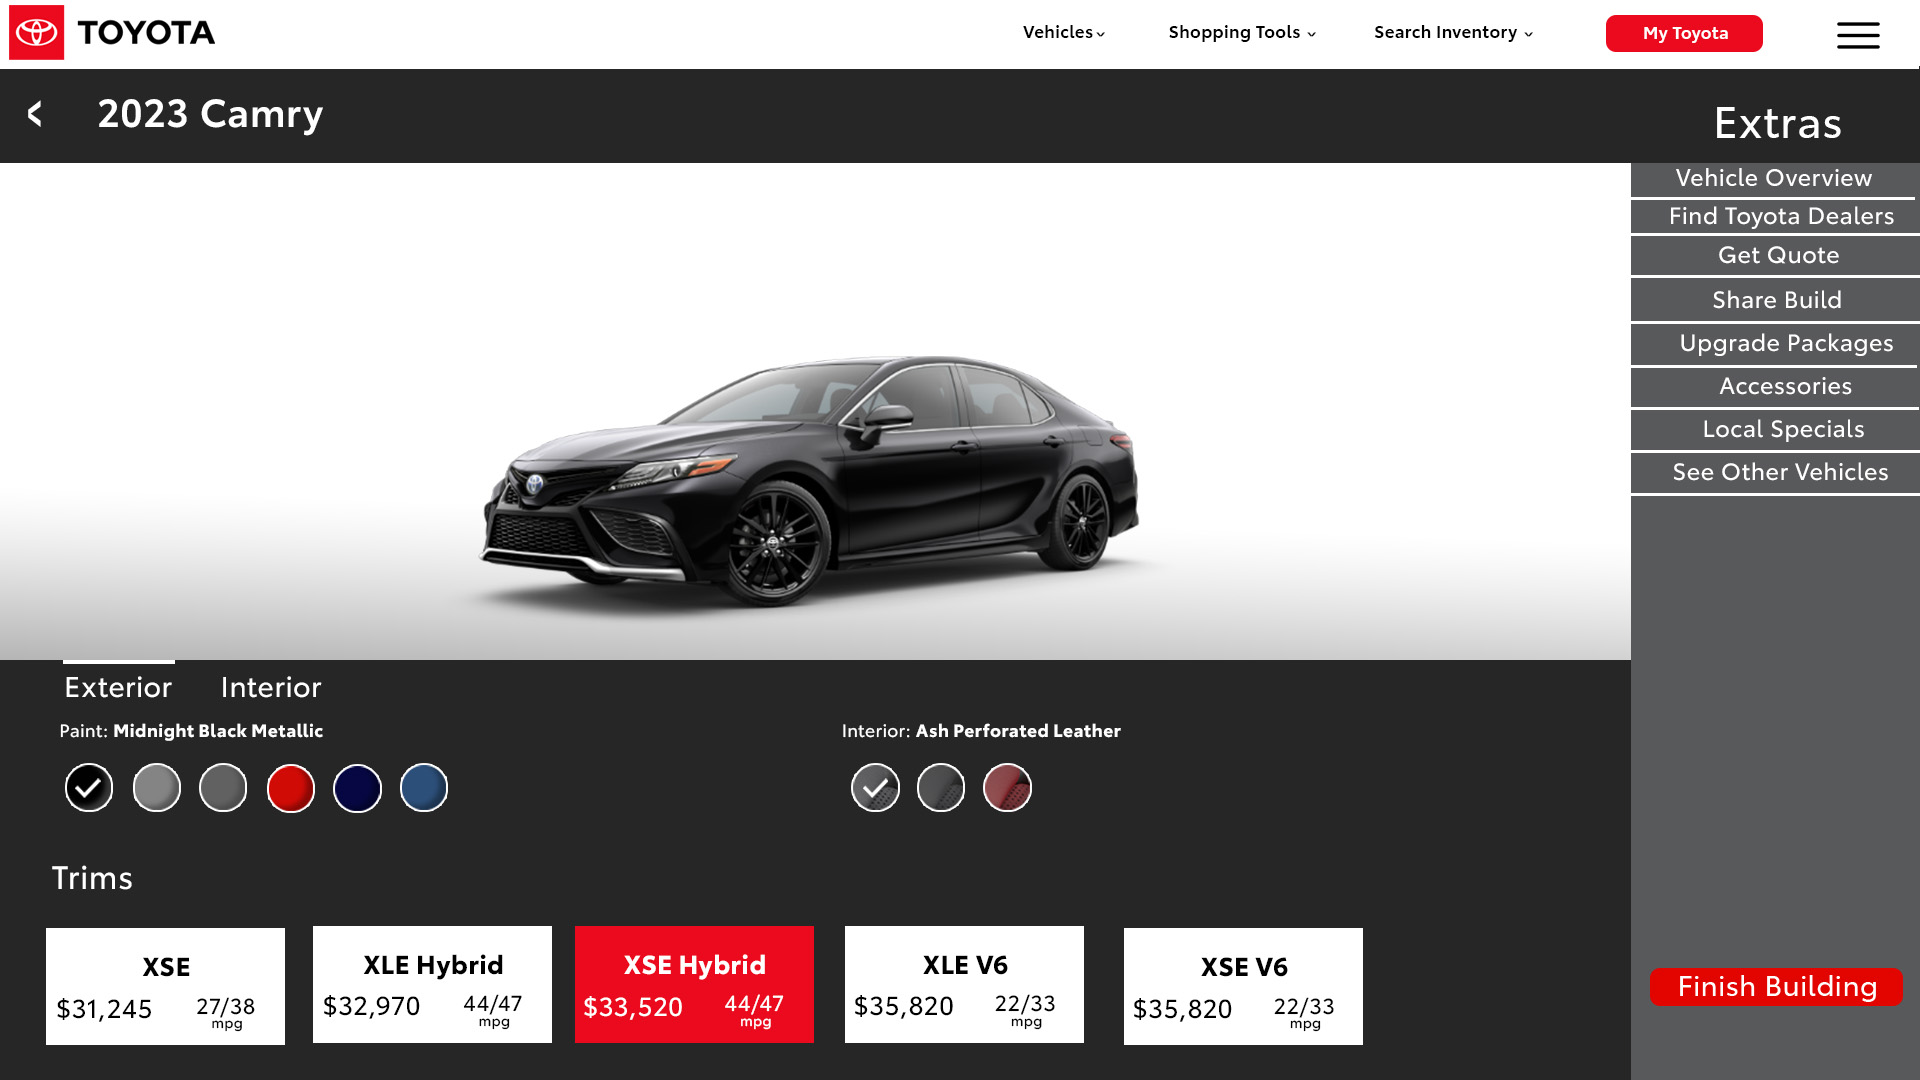 TOYOTA
Vehicles
Shopping Tools
Search Inventory
My Toyota
2023 Camry
Extras
Vehicle Overview
Find Toyota Dealers
Get Quote
Share Build
Upgrade Packages
Accessories
Local Specials
See Other Vehicles
Exterior
Interior
Paint: Midnight Black Metallic
Interior: Ash Perforated Leather
Trims
XSE
$31,245
27/38
mpg
XLE Hybrid
$32,970
44/47
mpg
XSE Hybrid
$33,520
44/47
mpg
XLE V6
$35,820
22/33
mpg
XSE V6
$35,820
22/33
mpg
Finish Building